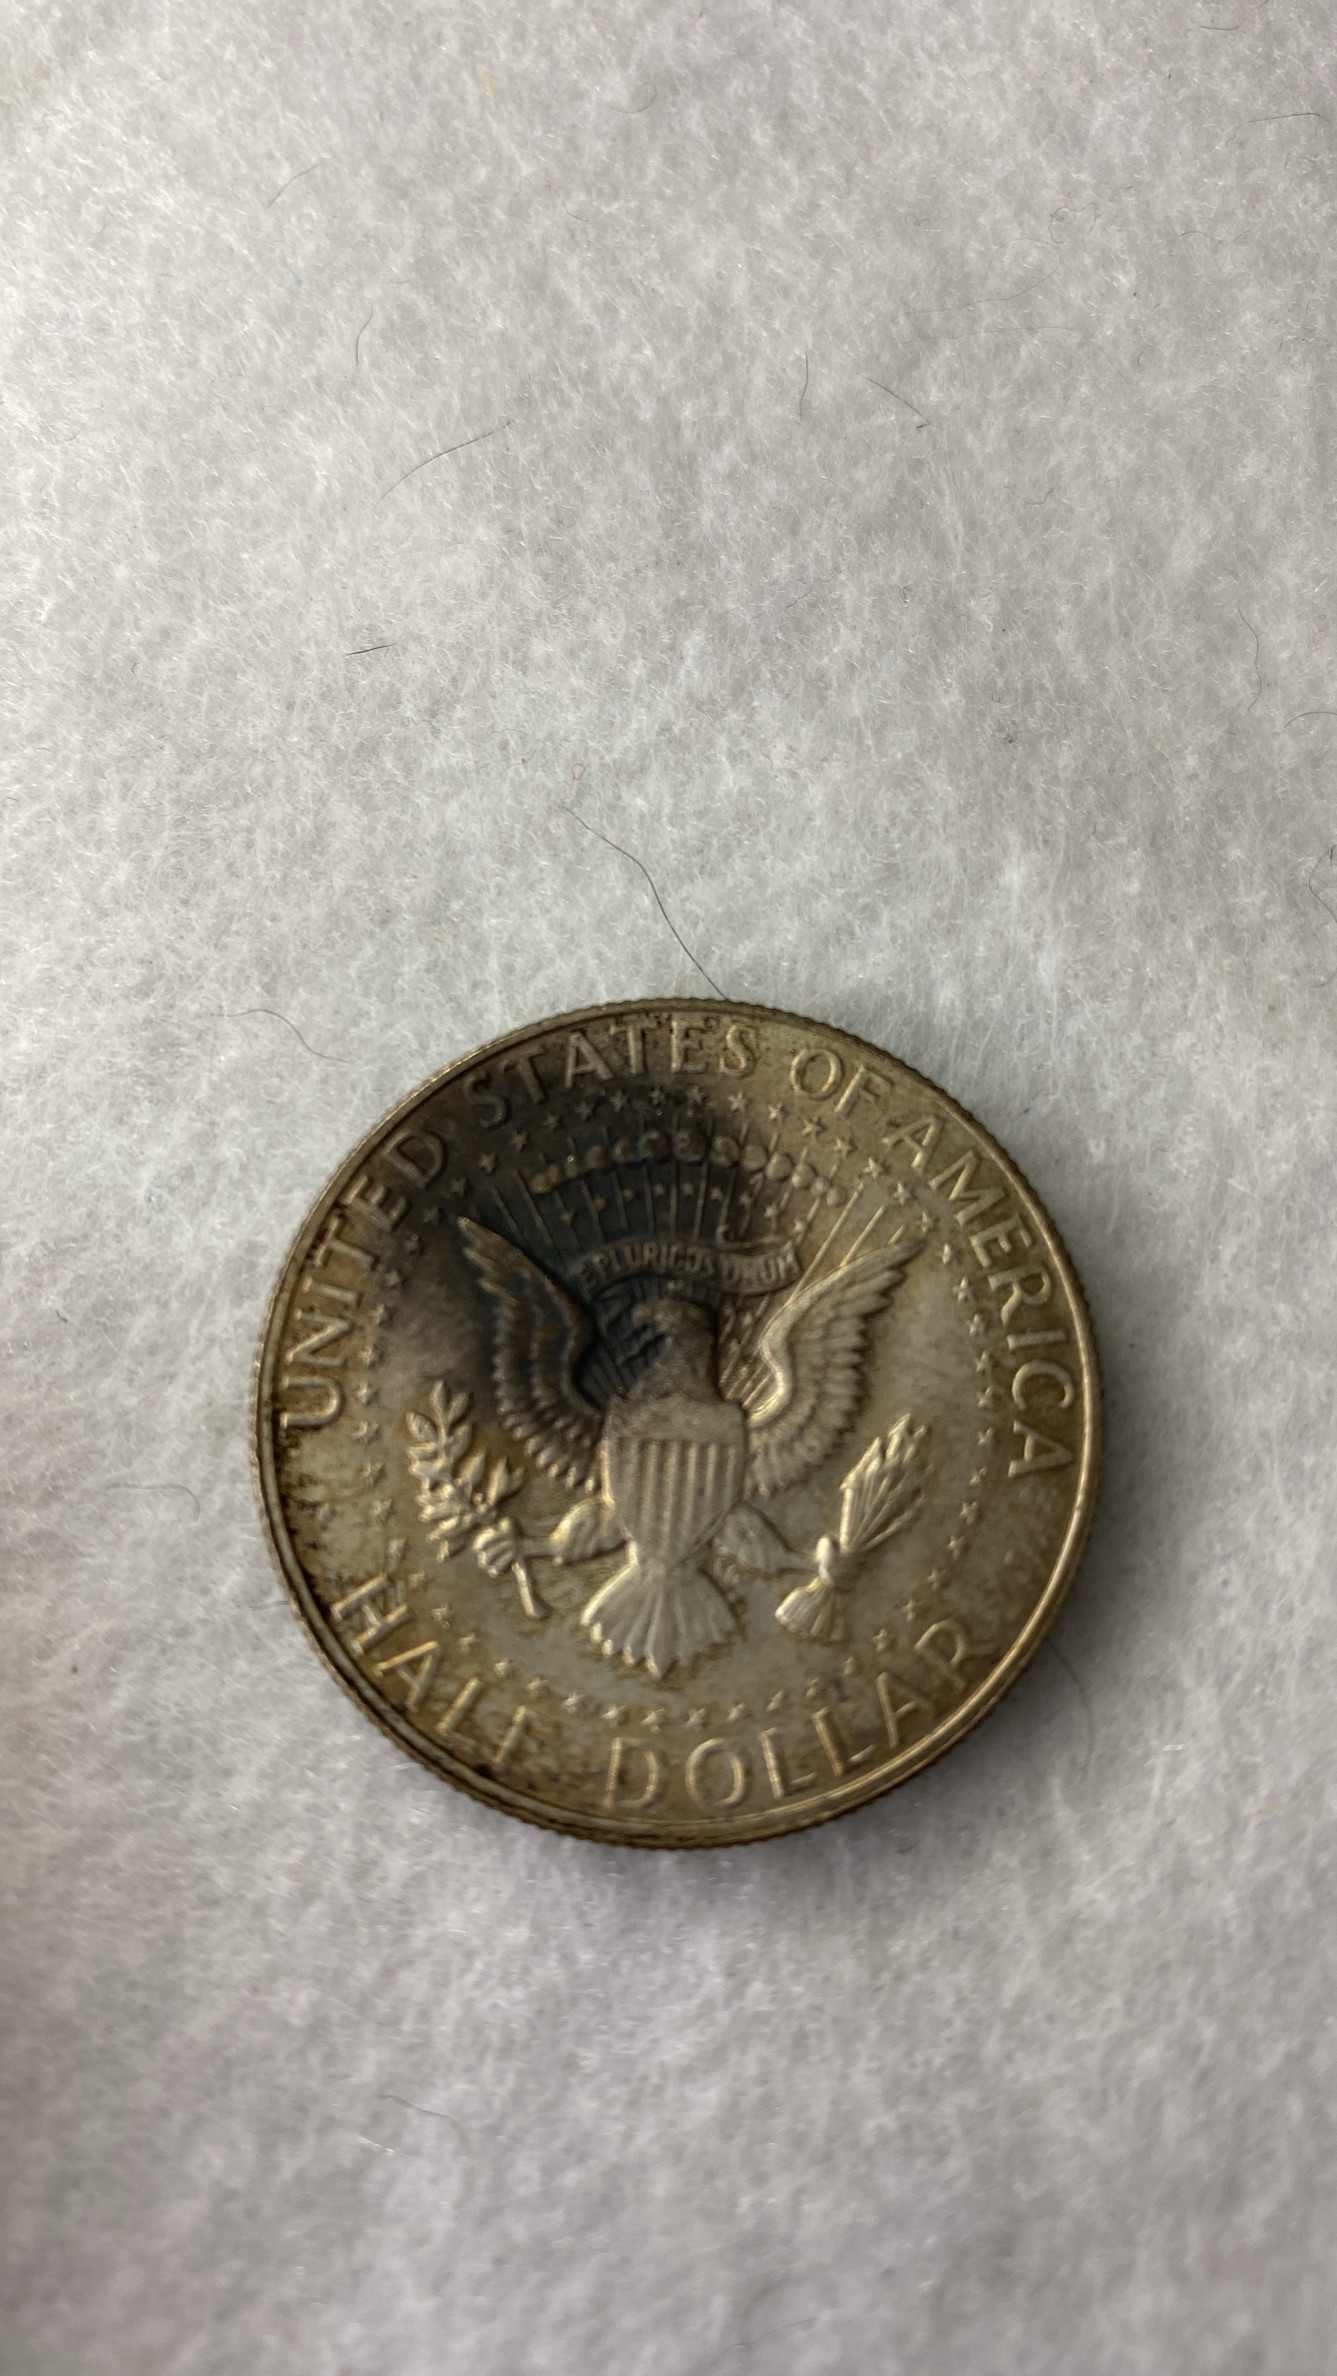 UNITED STATES OF AMERICA
E PLURIBUS UNUM
HALF DOLLAR